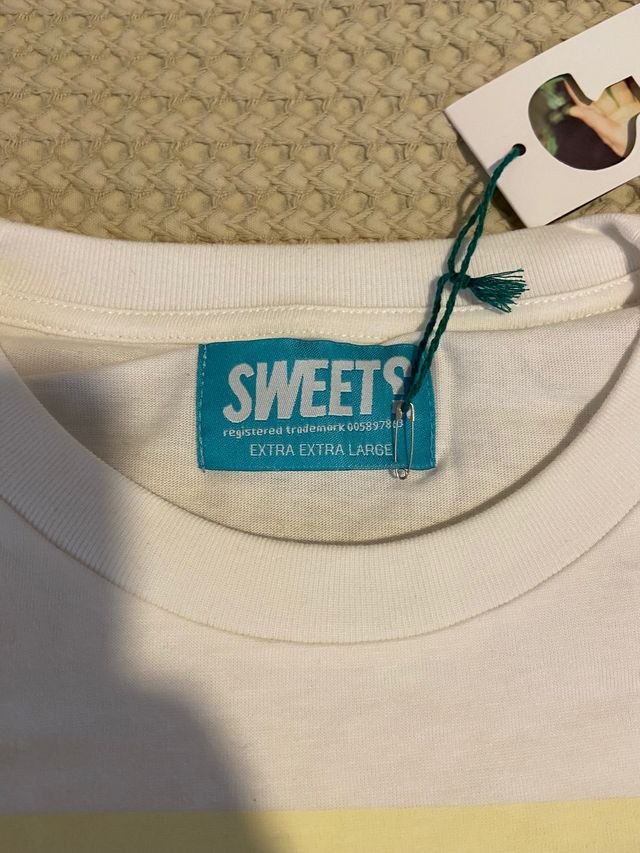 SWEETS
registered trademark
EXTRA EXTRA LARGE